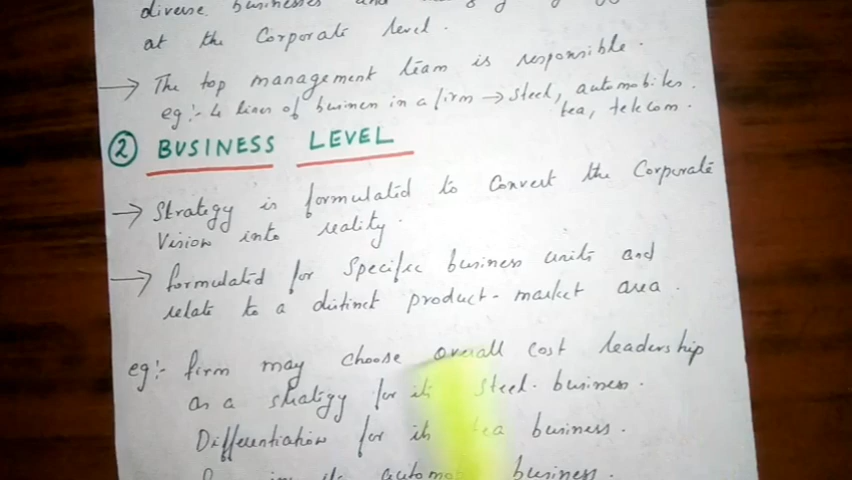 diverse businesses and
at the Corporate level.
→ The top management team is responsible.
eg:- 4 lines of business in a firm → Steel, automobiles.
tea, telecom.
② BUSINESS LEVEL
→ Strategy is formulated to Convert the Corporate
Vision into reality.
→ formulated for Specific business units and
relate to a distinct product-market area.
eg:- firm may choose overall cost leadership
as a strategy for its Steel-business.
Differentiation for its tea business.
business.